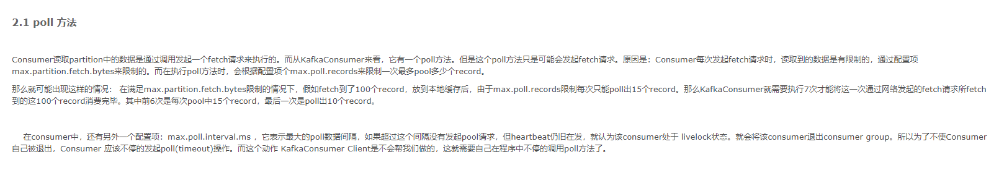 2.1 poll 方法
Consumer读取partition中的数据是通过调用发起一个fetch请求来执行的。而从KafkaConsumer来看，它有一个poll方法。但是这个poll方法只是可能会发起fetch请求。原因是：Consumer每次发起fetch请求时，读取到的数据是有限制的，通过配置项
max.partition.fetch.bytes来限制的。而在执行poll方法时，会根据配置项个max.poll.records来限制一次最多pool多少个record。
那么就可能出现这样的情况： 在满足max.partition.fetch.bytes限制的情况下，假如fetch到了100个record，放到本地缓存后，由于max.poll.records限制每次只能poll出15个record。那么KafkaConsumer就需要执行7次才能将这一次通过网络发起的fetch请求所fetch
到的这100个record消费完毕。其中前6次是每次pool中15个record，最后一次是poll出10个record。
在consumer中，还有另外一个配置项：max.poll.interval.ms ，它表示最大的poll数据间隔，如果超过这个间隔没有发起pool请求，但heartbeat仍旧在发，就认为该consumer处于 livelock状态。就会将该consumer退出consumer group。所以为了不使Consumer
自己被退出，Consumer 应该不停的发起poll(timeout)操作。而这个动作 KafkaConsumer Client是不会帮我们做的，这就需要自己在程序中不停的调用poll方法了。